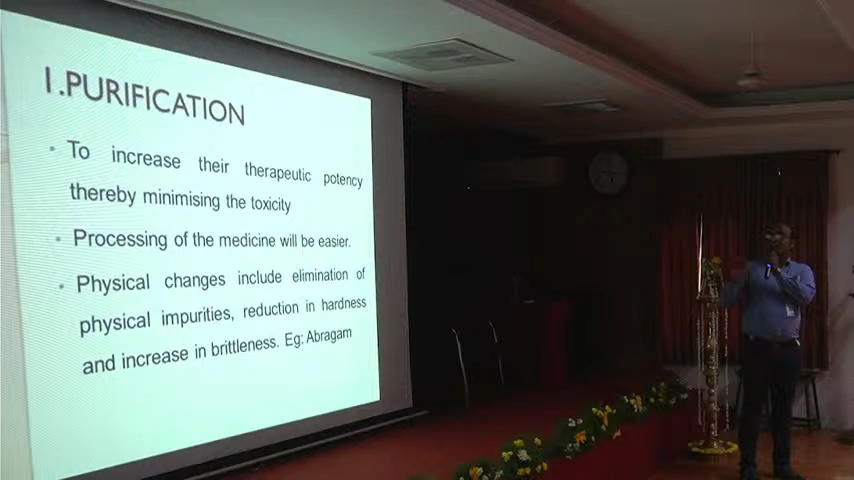 1.PURIFICATION
• To increase their therapeutic potency
thereby minimising the toxicity
• Processing of the medicine will be easier.
• Physical changes include elimination of
physical impurities, reduction in hardness
and increase in brittleness. Eg: Abragam